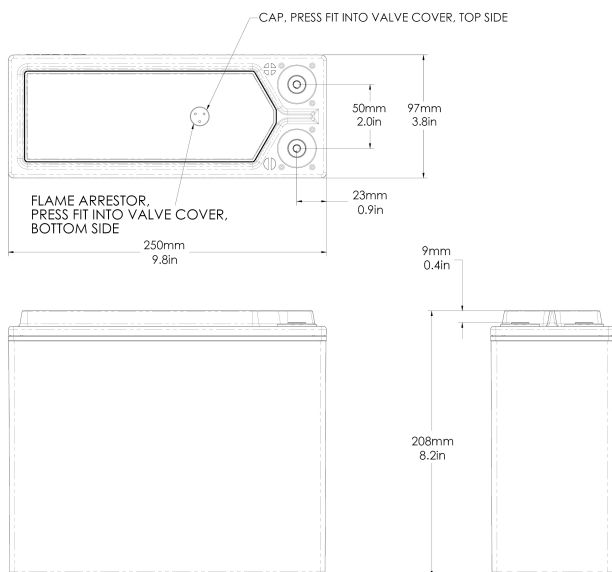 CAP, PRESS FIT INTO VALVE COVER, TOP SIDE
50mm
2.0in
97mm
3.8in
FLAME ARRESTOR,
PRESS FIT INTO VALVE COVER,
BOTTOM SIDE
23mm
0.9in
250mm
9.8in
9mm
0.4in
208mm
8.2in